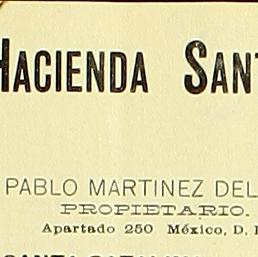 HACIENDA SANT
PABLO MARTINEZ DEL
PROPIETARIO.
Apartado 250 México, D.